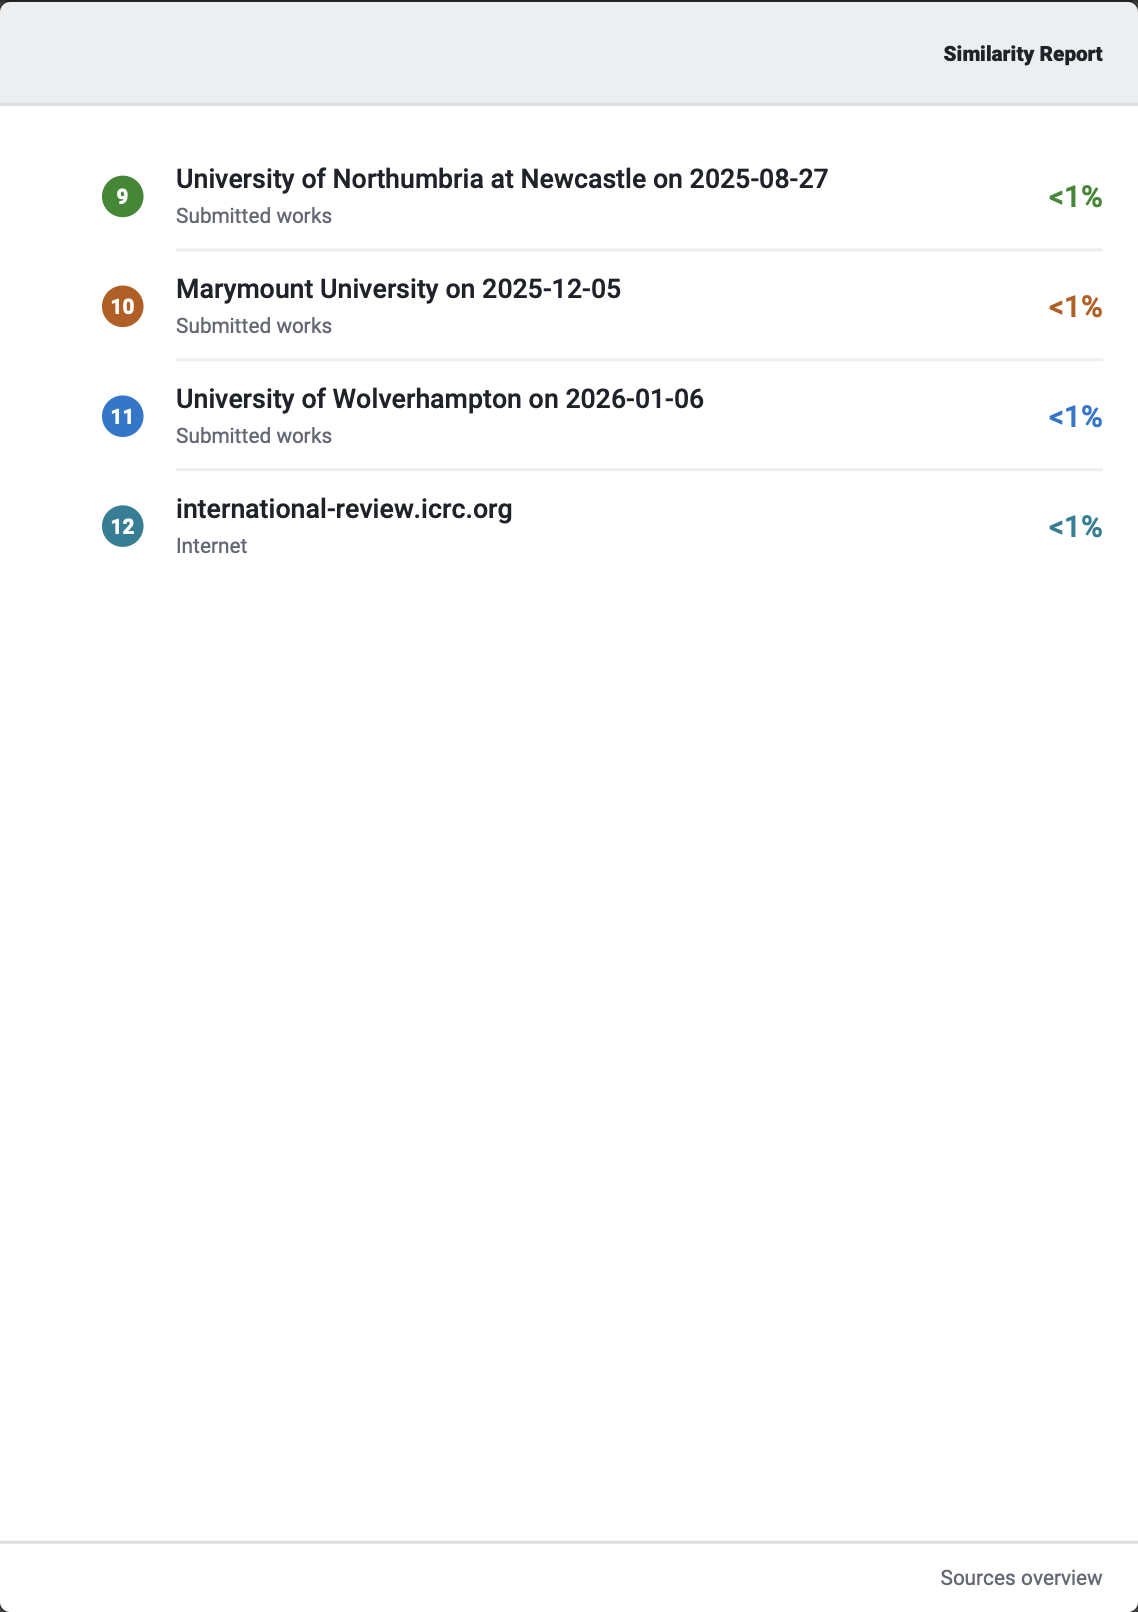 Similarity Report
9
University of Northumbria at Newcastle on 2025-08-27
Submitted works
<1%
10
Marymount University on 2025-12-05
Submitted works
<1%
11
University of Wolverhampton on 2026-01-06
Submitted works
<1%
12
international-review.icrc.org
Internet
<1%
Sources overview